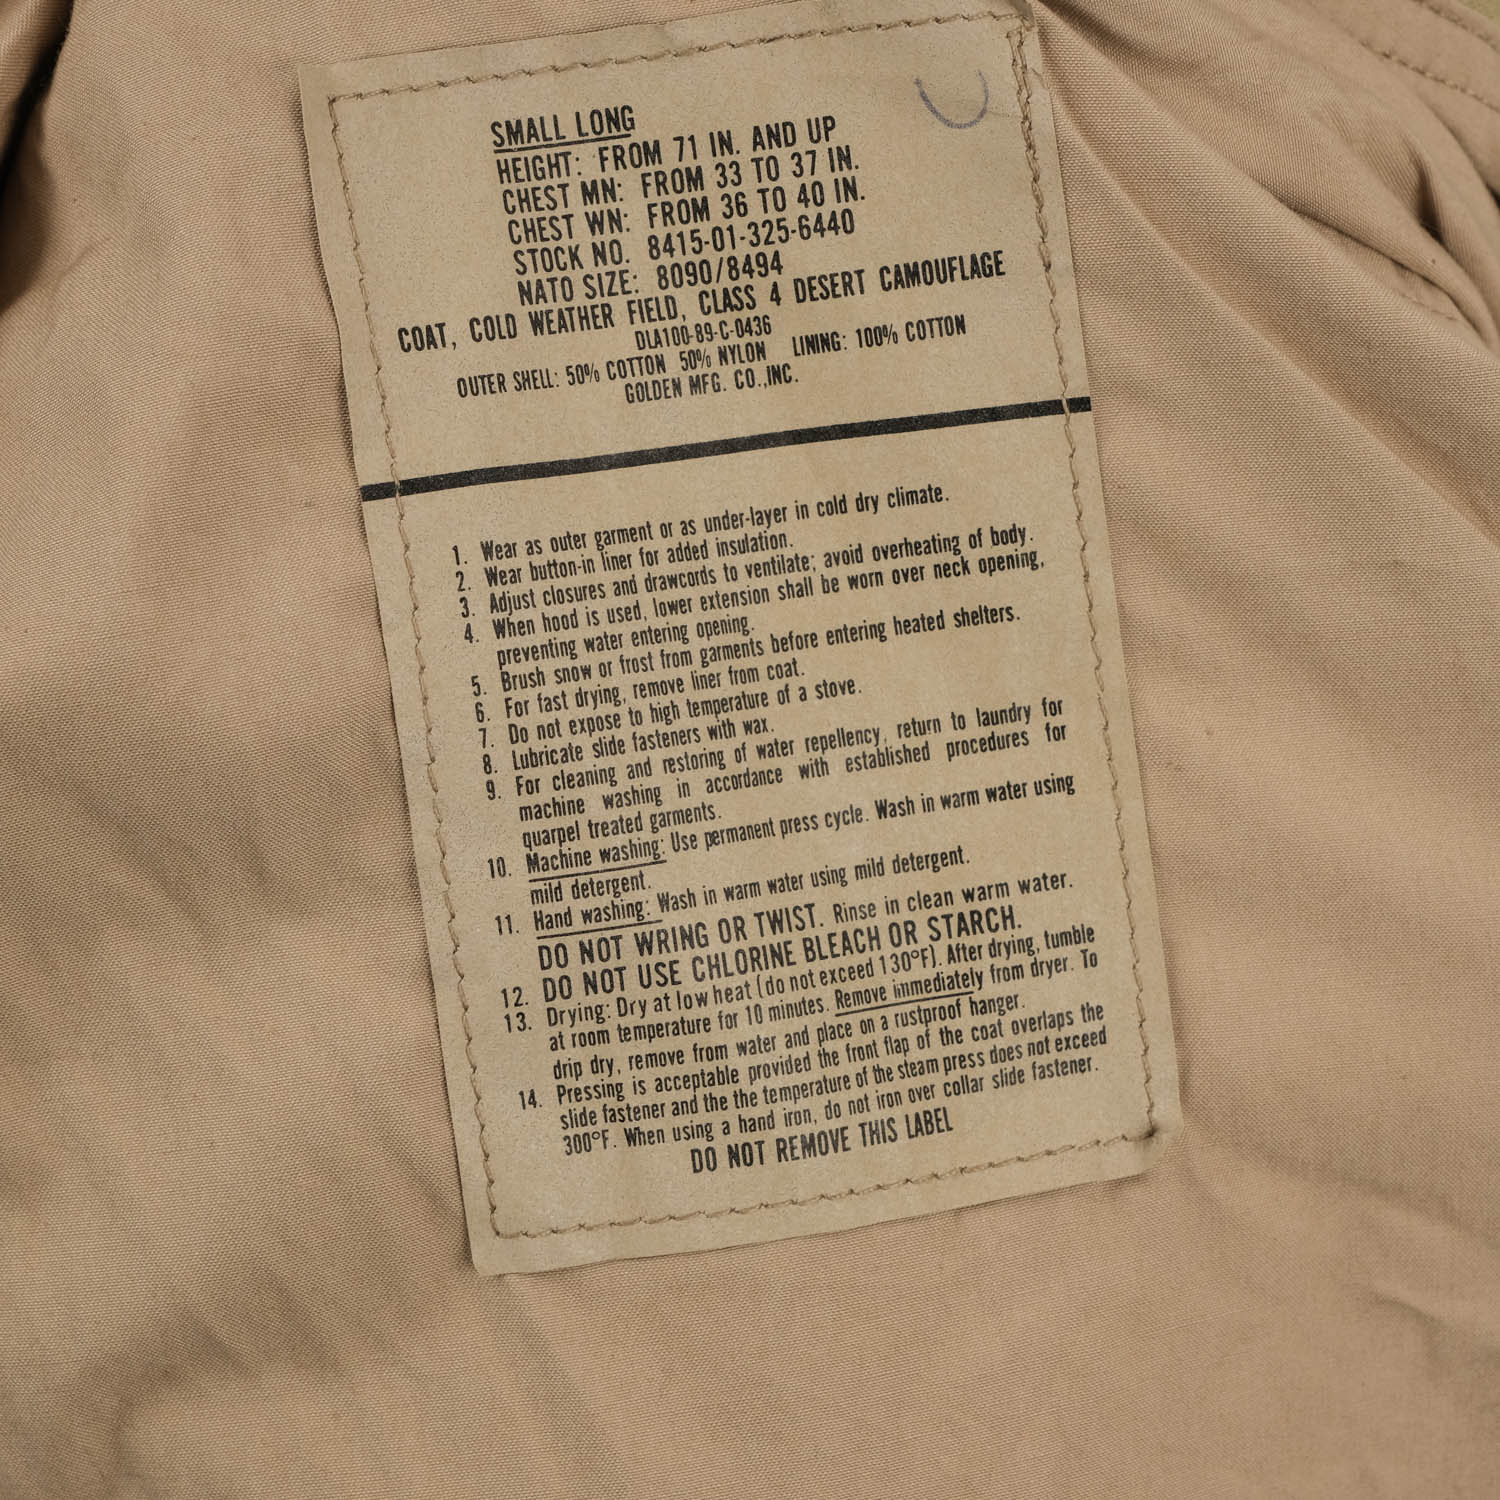 SMALL LONG
HEIGHT: FROM 71 IN. AND UP
CHEST MN: FROM 33 TO 37 IN.
CHEST WN: FROM 36 TO 40 IN.
STOCK NO. 8415-01-325-6440
NATO SIZE: 8090/8494
COAT, COLD WEATHER FIELD, CLASS 4 DESERT CAMOUFLAGE
DLA100-89-C-0436
OUTER SHELL: 50% COTTON 50% NYLON LINING: 100% COTTON
GOLDEN MFG. CO.,INC.
1. Wear as outer garment or as under-layer in cold dry climate.
2. Wear button-in liner for added insulation.
3. Adjust closures and drawcords to ventilate; avoid overheating of body.
4. When hood is used, lower extension shall be worn over neck opening,
preventing water entering opening.
5. Brush snow or frost from garments before entering heated shelters.
6. For fast drying, remove liner from coat.
7. Do not expose to high temperature of a stove.
8. Lubricate slide fasteners with wax.
9. For cleaning and restoring of water repellency, return to laundry for
machine washing in accordance with established procedures for
quarpel treated garments.
10. Machine washing: Use permanent press cycle. Wash in warm water using
mild detergent.
11. Hand washing: Wash in warm water using mild detergent.
DO NOT WRING OR TWIST. Rinse in clean warm water.
12. DO NOT USE CHLORINE BLEACH OR STARCH.
13. Drying: Dry at low heat (do not exceed 130°F). After drying, tumble
at room temperature for 10 minutes. Remove immediately from dryer. To
drip dry, remove from water and place on a rustproof hanger.
14. Pressing is acceptable provided the front flap of the coat overlaps the
slide fastener and the the temperature of the steam press does not exceed
300°F. When using a hand iron, do not iron over collar slide fastener.
DO NOT REMOVE THIS LABEL